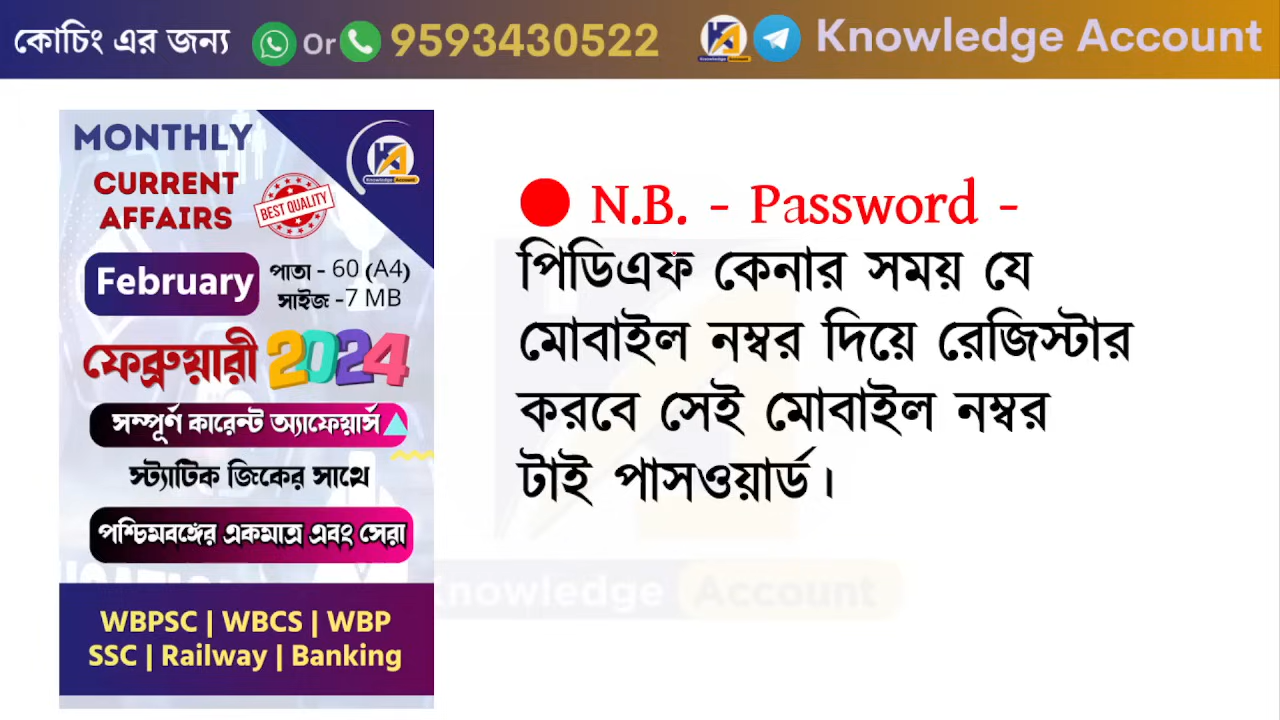 কোচিং এর জন্য Or 9593430522 Knowledge Account
MONTHLY
CURRENT
AFFAIRS
BEST QUALITY
Knowledge Account
February
পাতা - 60 (A4)
সাইজ -7 MB
ফেব্রুয়ারী 2024
সম্পূর্ণ কারেন্ট অ্যাফেয়ার্স
স্ট্যাটিক জিকের সাথে
পশ্চিমবঙ্গের একমাত্র এবং সেরা
WBPSC | WBCS | WBP
SSC | Railway | Banking
N.B. - Password -
পিডিএফ কেনার সময় যে
মোবাইল নম্বর দিয়ে রেজিস্টার
করবে সেই মোবাইল নম্বর
টাই পাসওয়ার্ড।
Knowledge Account